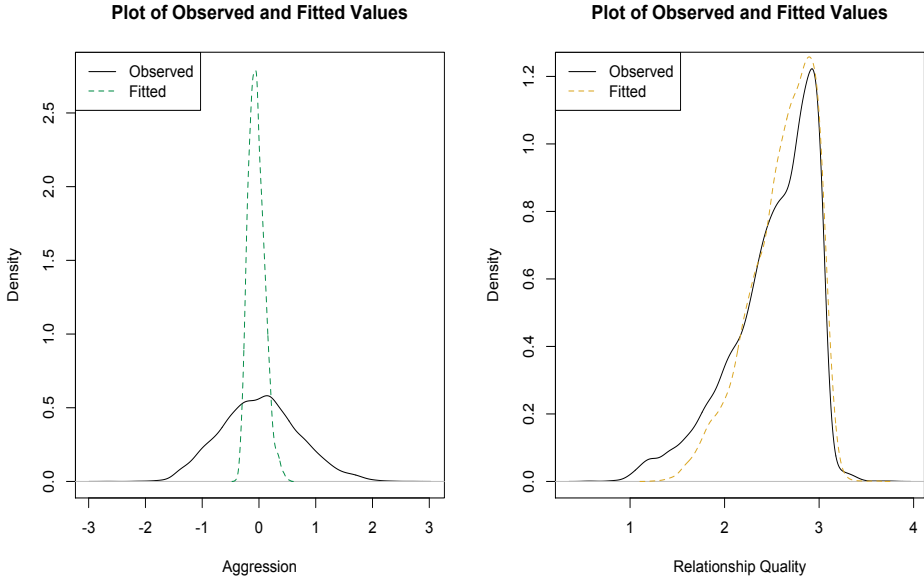 Plot of Observed and Fitted Values
Observed
Fitted
Density
0.0 0.5 1.0 1.5 2.0 2.5
-3 -2 -1 0 1 2 3
Aggression
Plot of Observed and Fitted Values
Observed
Fitted
Density
0.0 0.2 0.4 0.6 0.8 1.0 1.2
1 2 3 4
Relationship Quality